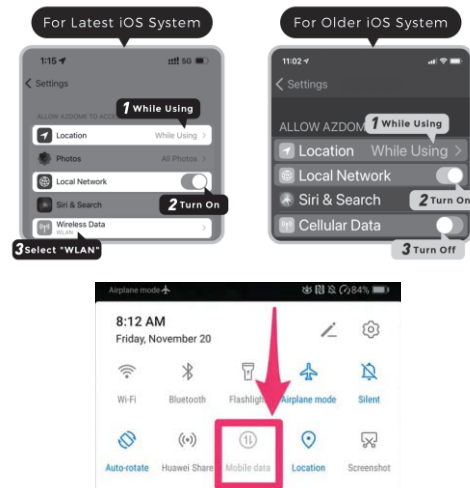 For Latest iOS System
1:15
5G
Settings
ALLOW AZDOME TO ACCE
1 While Using
Location While Using
Photos All Photos
Local Network
2 Turn On
Siri & Search
Wireless Data
WLAN
3 Select "WLAN"
For Older iOS System
11:02
Settings
ALLOW AZDOM
1 While Using
Location While Using
Local Network
2 Turn On
Siri & Search
Cellular Data
3 Turn Off
Airplane mode 84%
8:12 AM
Friday, November 20
Wi-Fi Bluetooth Flashligh Airplane mode Silent
Auto-rotate Huawei Share Mobile data Location Screenshot